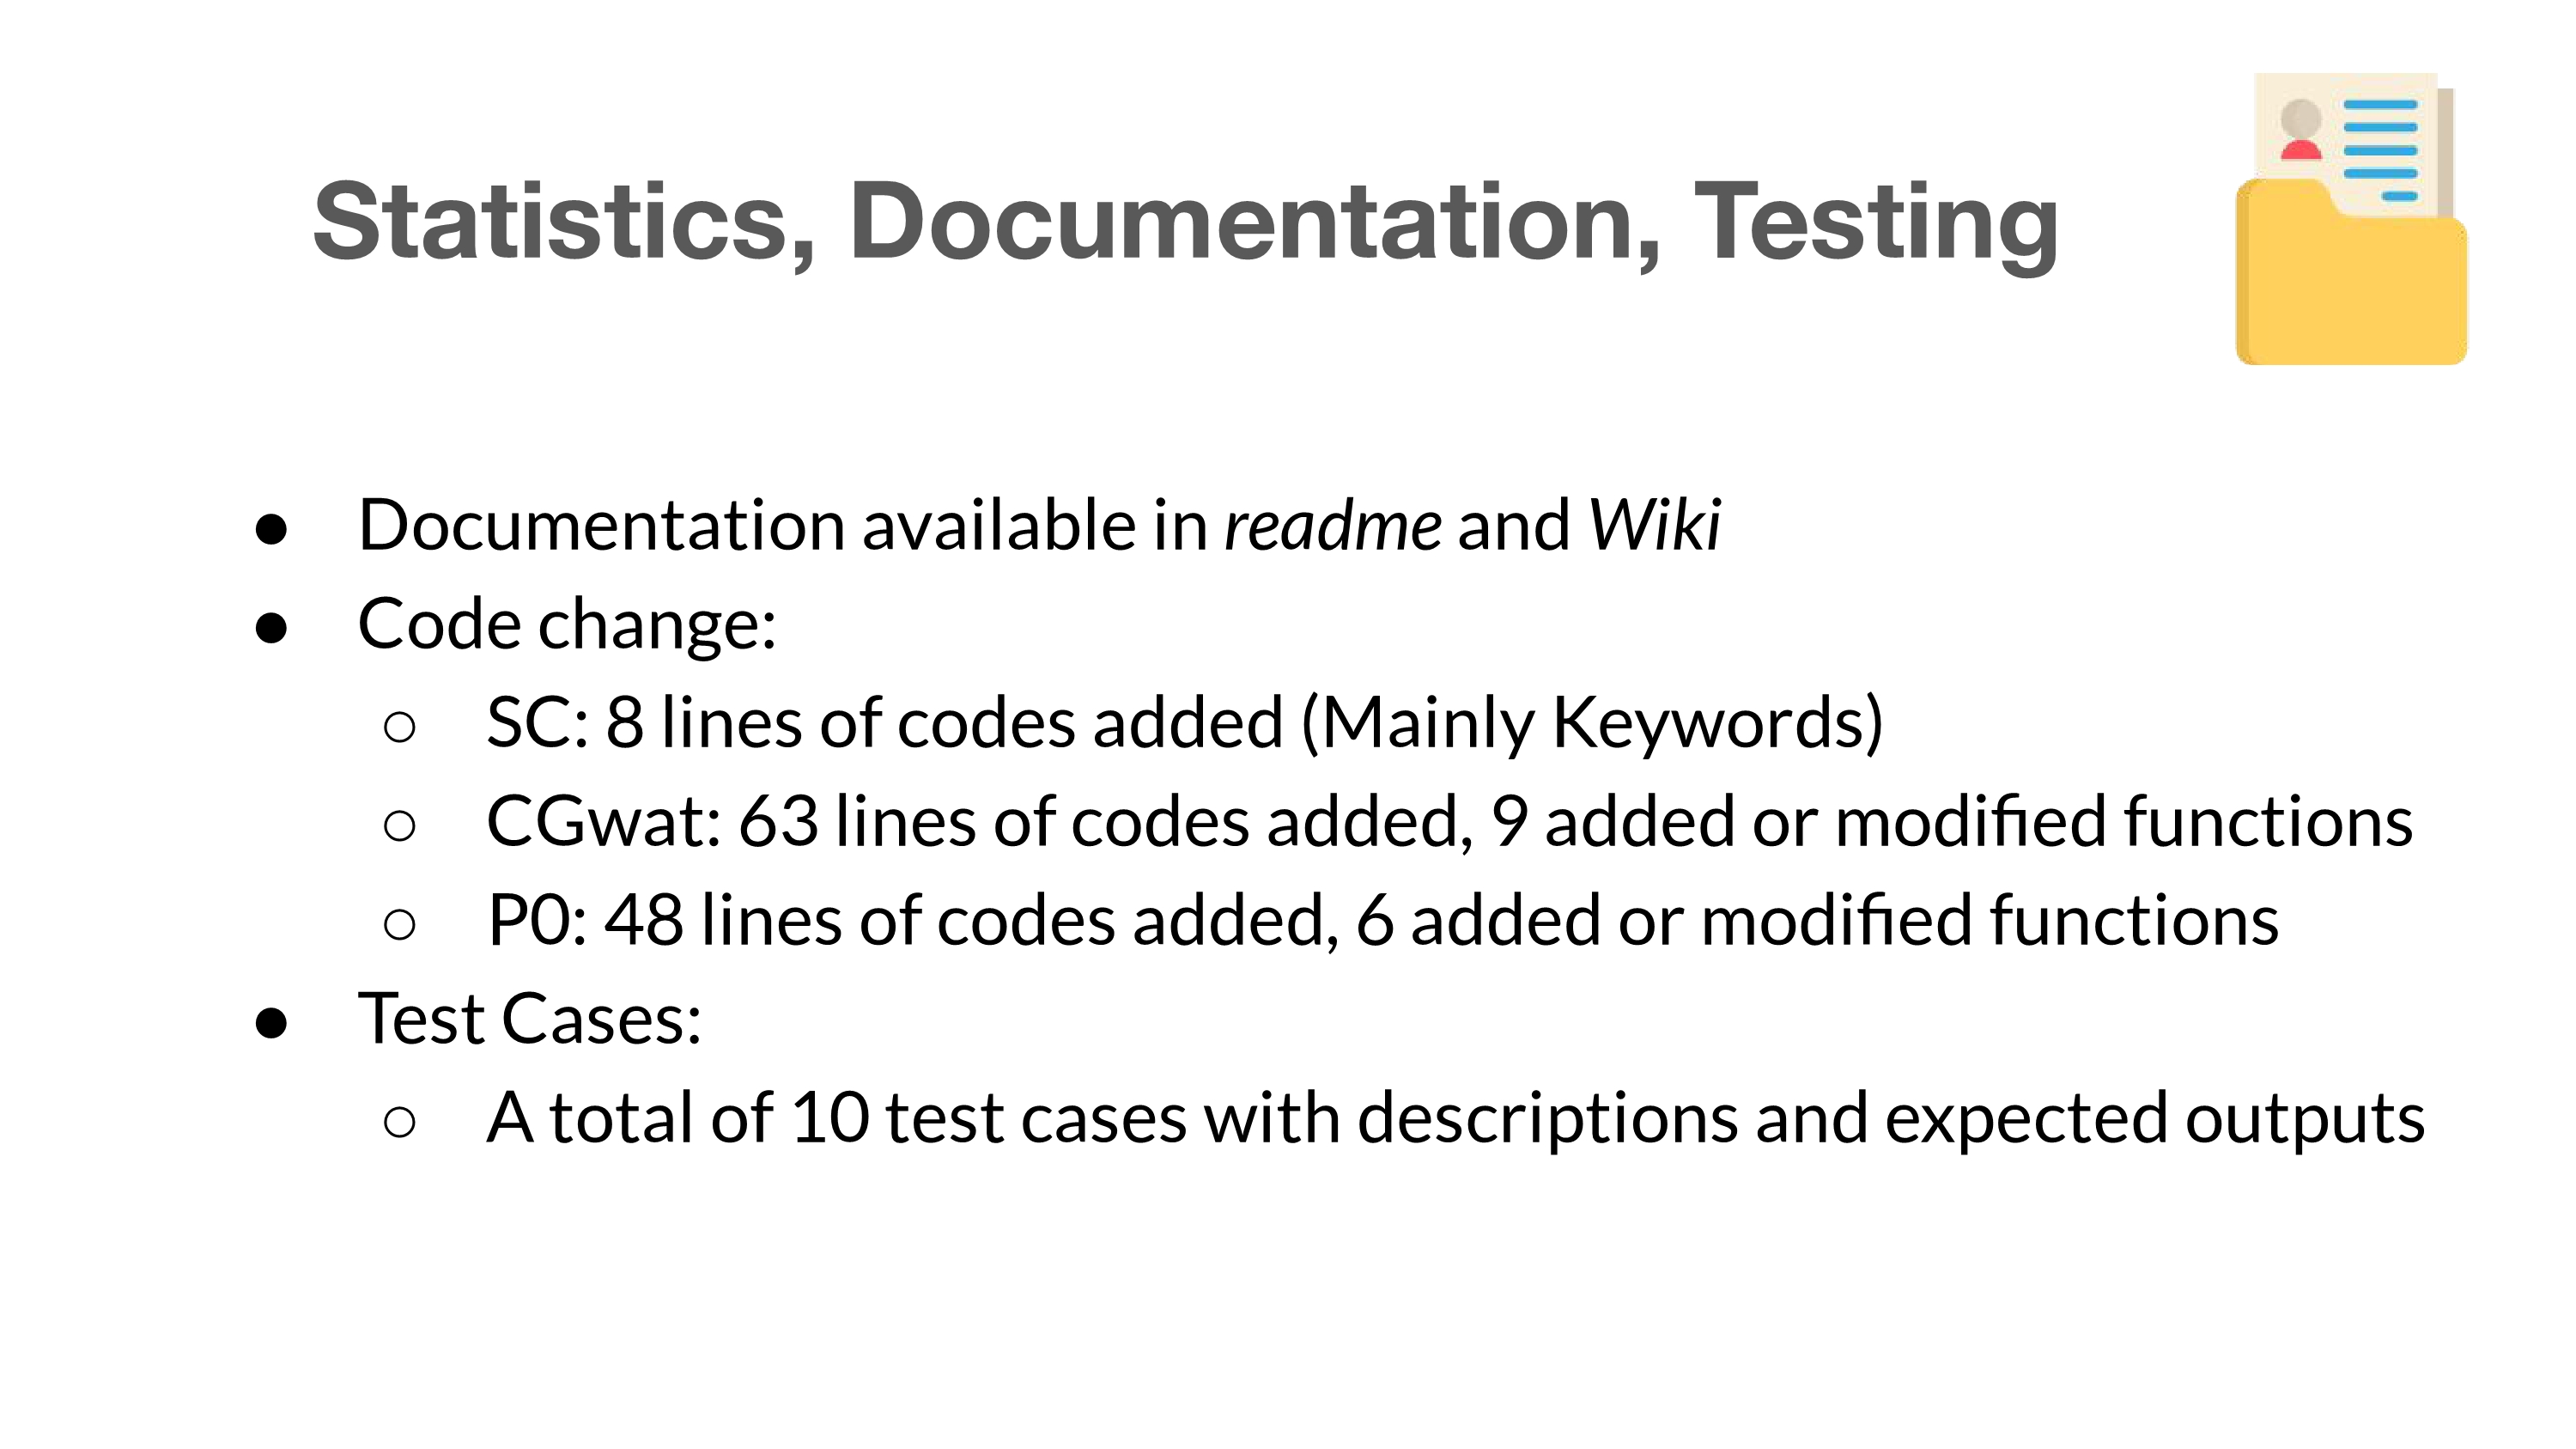 Statistics, Documentation, Testing
● Documentation available in readme and Wiki
● Code change:
○ SC: 8 lines of codes added (Mainly Keywords)
○ CGwat: 63 lines of codes added, 9 added or modified functions
○ P0: 48 lines of codes added, 6 added or modified functions
● Test Cases:
○ A total of 10 test cases with descriptions and expected outputs